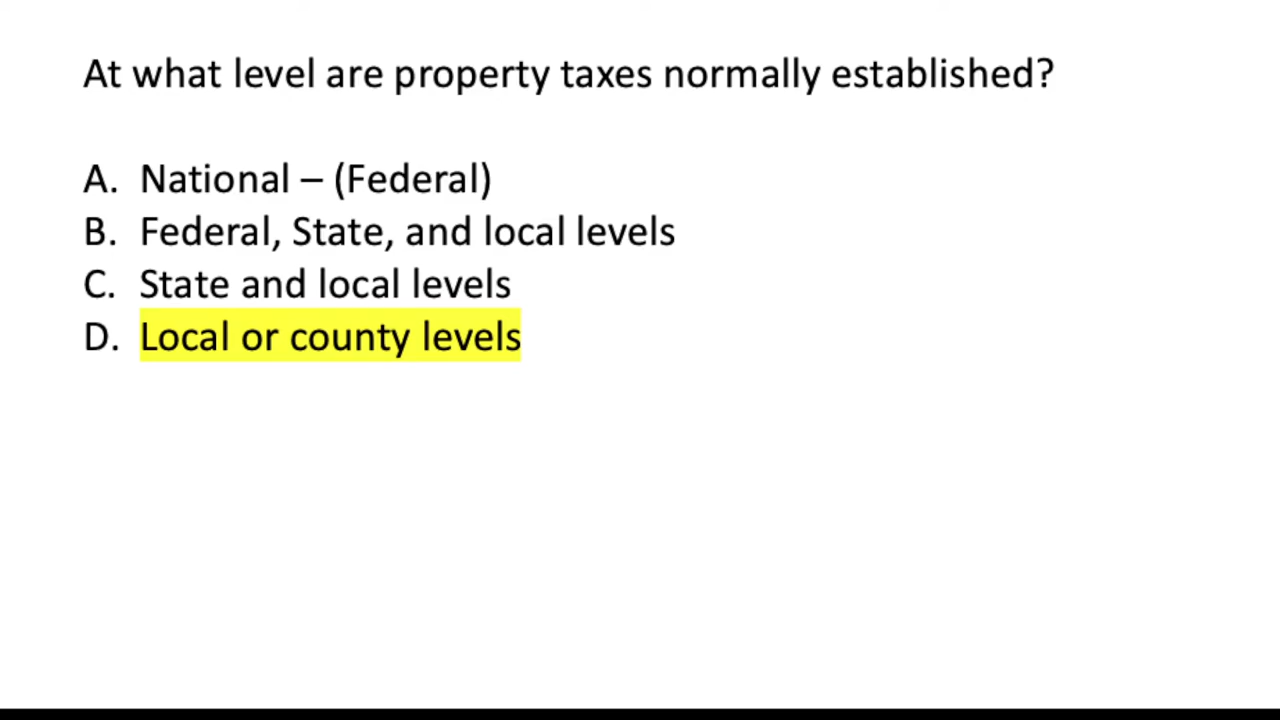 At what level are property taxes normally established?
A. National – (Federal)
B. Federal, State, and local levels
C. State and local levels
D. Local or county levels